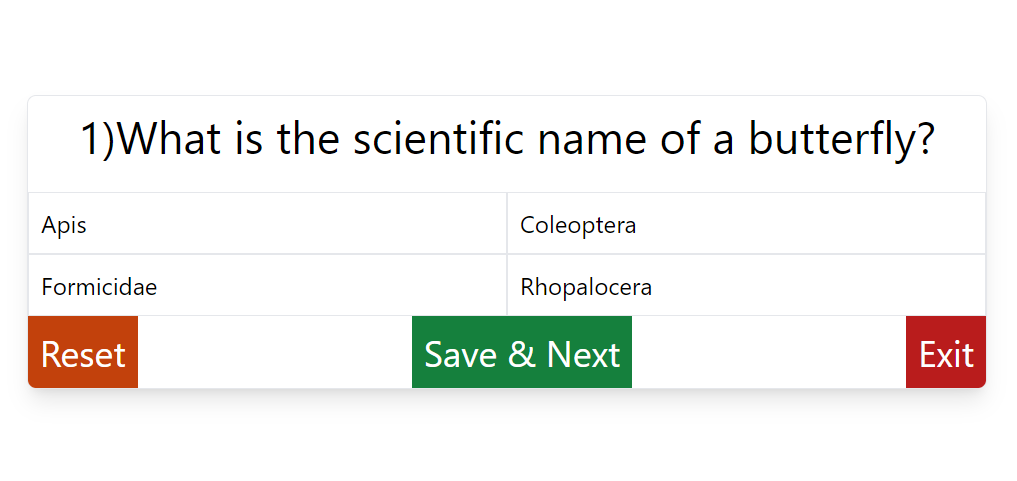 1)What is the scientific name of a butterfly?
Apis
Coleoptera
Formicidae
Rhopalocera
Reset
Save & Next
Exit